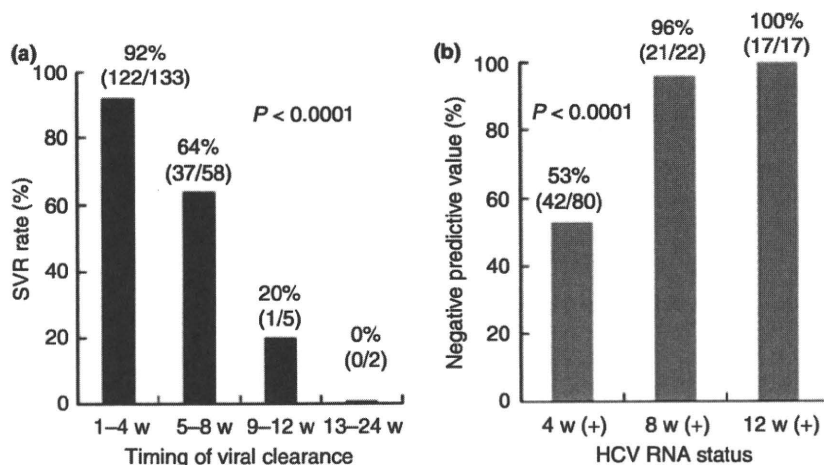 (a)
92%
(122/133)
P < 0.0001
64%
(37/58)
20%
(1/5)
0%
(0/2)
100
80
60
40
20
0
SVR rate (%)
1–4 w 5–8 w 9–12 w 13–24 w
Timing of viral clearance
(b)
96%
(21/22)
100%
(17/17)
P < 0.0001
53%
(42/80)
100
80
60
40
20
0
Negative predictive value (%)
4 w (+) 8 w (+) 12 w (+)
HCV RNA status